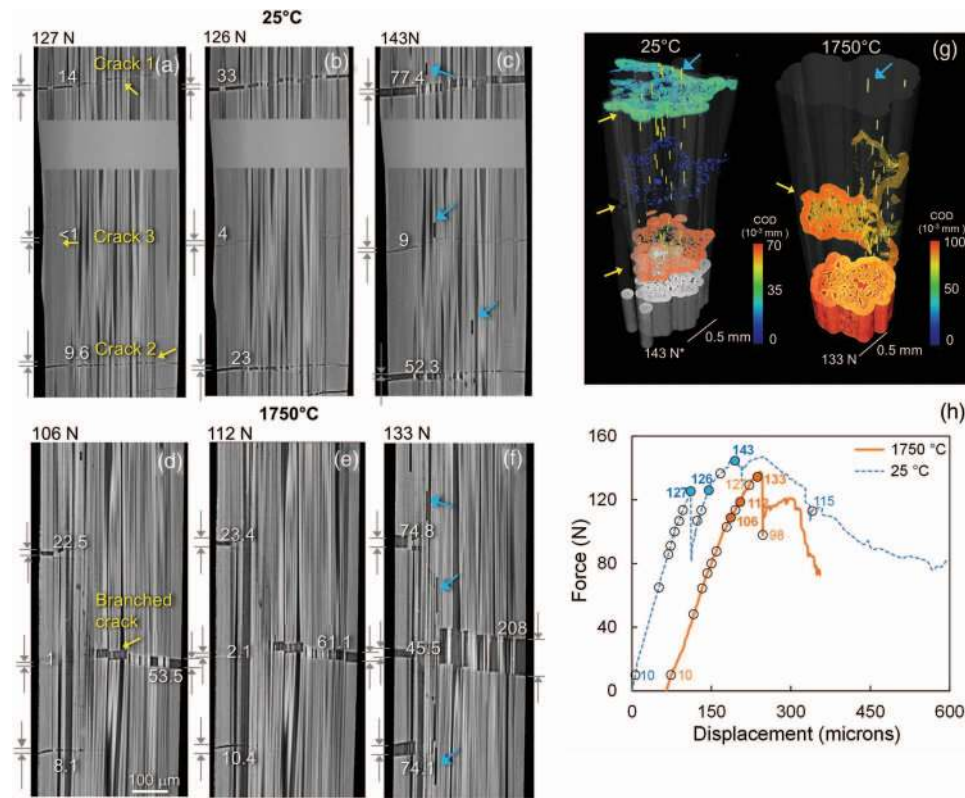 25°C
127 N
126 N
143N
(a)
(b)
(c)
14
Crack 1
33
77.4
<1
Crack 3
4
9
9.6
Crack 2
23
52.3
1750°C
106 N
112 N
133 N
(d)
(e)
(f)
22.5
23.4
74.8
Branched
crack
1
53.5
2.1
61.1
45.5
208
8.1
10.4
74.1
100 μm
25°C
1750°C
(g)
COD
(10⁻³ mm)
70
35
0
143 N*
0.5 mm
COD
(10⁻³ mm)
100
50
0
133 N
0.5 mm
(h)
160
120
80
40
0
Force (N)
1750 °C
25 °C
143
127
126
127
133
112
106
115
98
10
10
0
150
300
450
600
Displacement (microns)